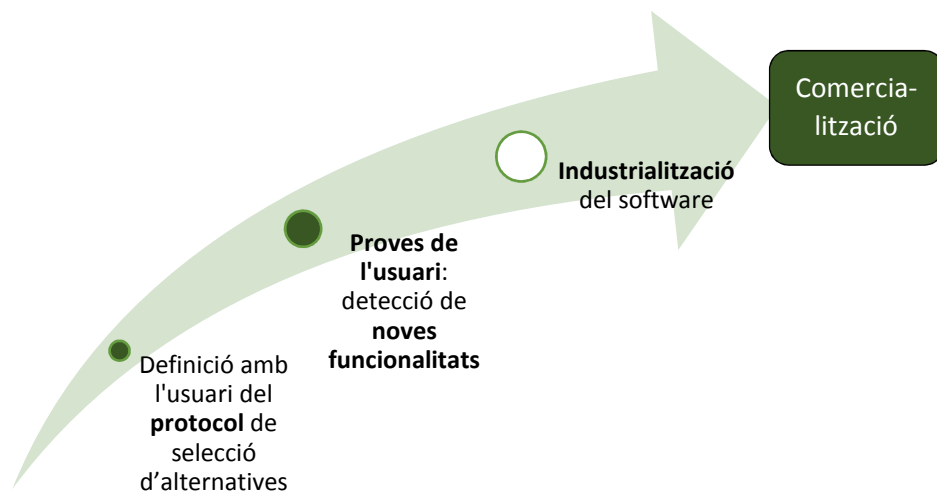 Definició amb
l'usuari del
protocol de
selecció
d’alternatives
Proves de
l'usuari:
detecció de
noves
funcionalitats
Industrialització
del software
Comercia-
lització